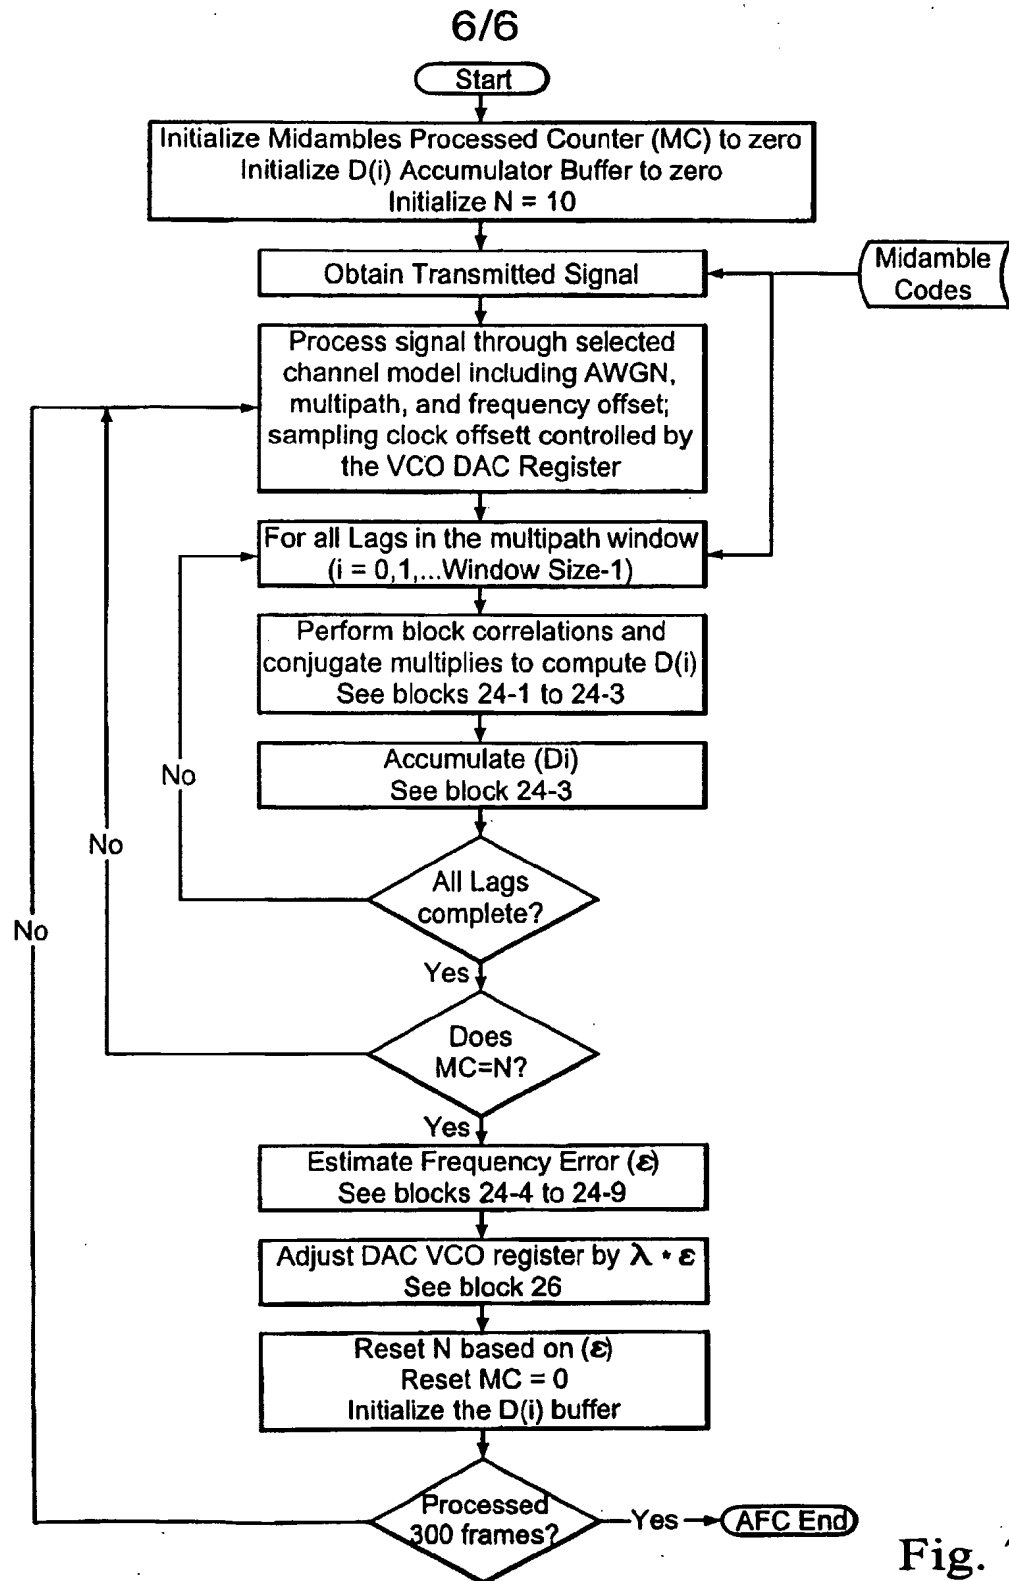 6/6
Start
Initialize Midambles Processed Counter (MC) to zero
Initialize D(i) Accumulator Buffer to zero
Initialize N = 10
Obtain Transmitted Signal
Midamble
Codes
Process signal through selected
channel model including AWGN,
multipath, and frequency offset;
sampling clock offsett controlled by
the VCO DAC Register
For all Lags in the multipath window
(i = 0,1,...Window Size-1)
Perform block correlations and
conjugate multiplies to compute D(i)
See blocks 24-1 to 24-3
Accumulate (Di)
See block 24-3
No
No
No
All Lags
complete?
Yes
Does
MC=N?
Yes
Estimate Frequency Error (ε)
See blocks 24-4 to 24-9
Adjust DAC VCO register by λ * ε
See block 26
Reset N based on (ε)
Reset MC = 0
Initialize the D(i) buffer
Processed
300 frames?
Yes
AFC End
Fig.